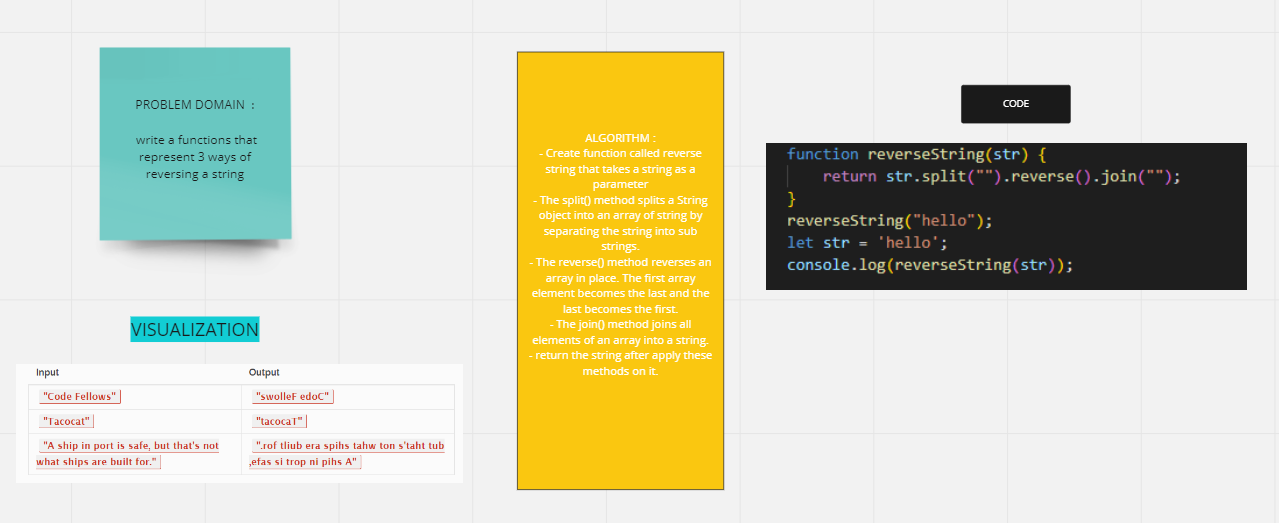 PROBLEM DOMAIN :
write a functions that
represent 3 ways of
reversing a string
VISUALIZATION
Input Output
"Code Fellows" "swolleF edoC"
"Tacocat" "tacocaT"
"A ship in port is safe, but that's not ".rof tliub era spihs tahw ton s'taht tub
what ships are built for." ,efas si trop ni pihs A"
ALGORITHM :
- Create function called reverse
string that takes a string as a
parameter
- The split() method splits a String
object into an array of string by
separating the string into sub
strings.
- The reverse() method reverses an
array in place. The first array
element becomes the last and the
last becomes the first.
- The join() method joins all
elements of an array into a string.
- return the string after apply these
methods on it.
CODE
function reverseString(str) {
return str.split("").reverse().join("");
}
reverseString("hello");
let str = 'hello';
console.log(reverseString(str));